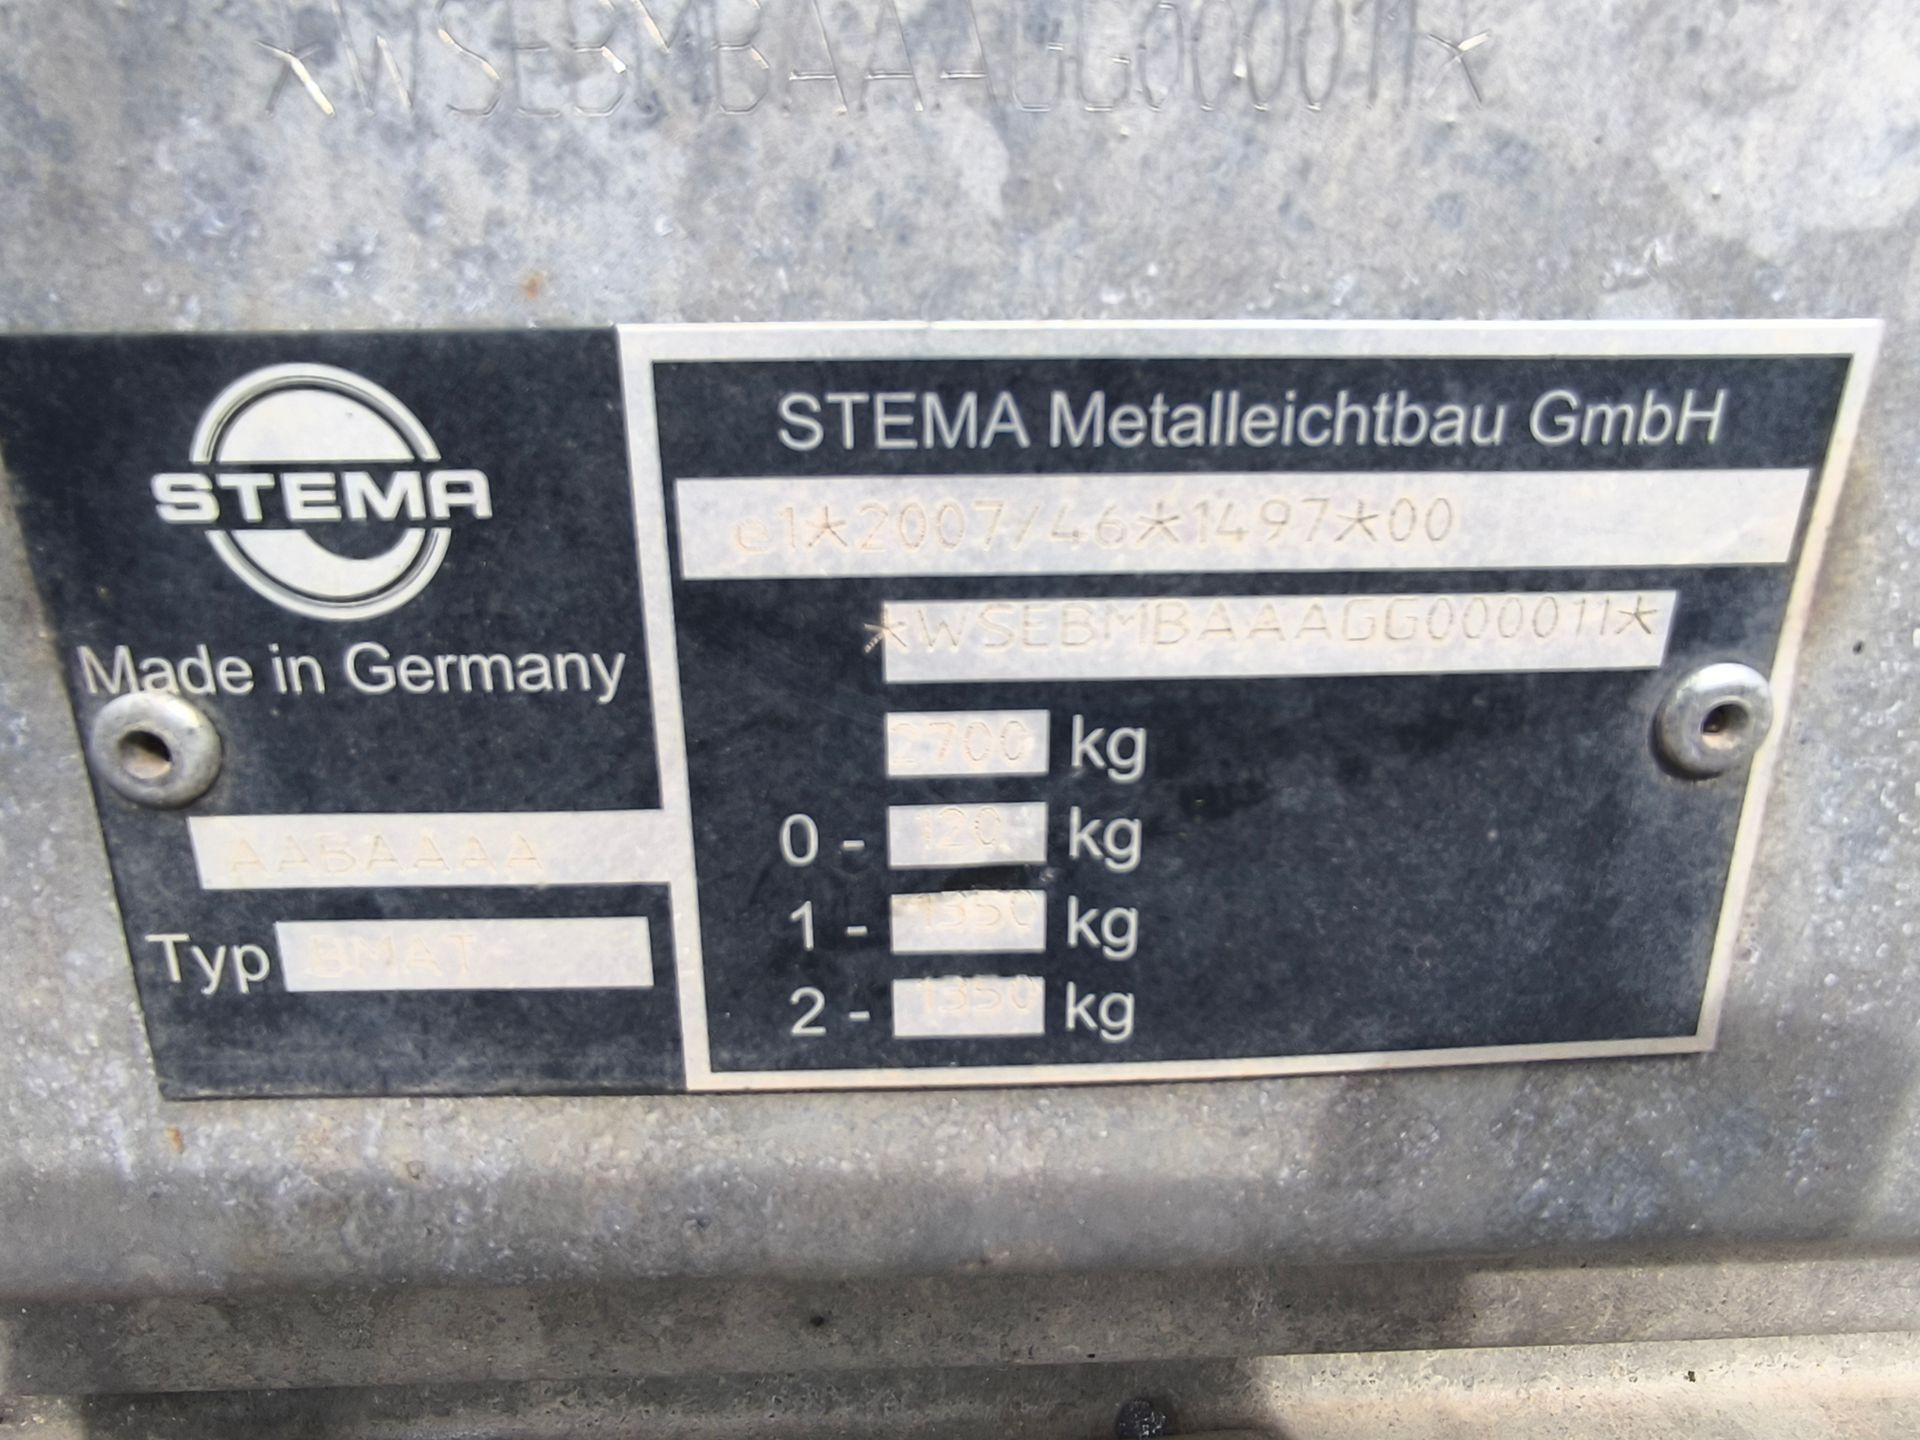 *WSEBMBAAAGG000011*
STEMA
Made in Germany
AABAAAA
Typ BMAT
STEMA Metalleichtbau GmbH
e1*2007/46*1497*00
*WSEBMBAAAGG000011*
2700 kg
0 - 120 kg
1 - 1350 kg
2 - 1350 kg